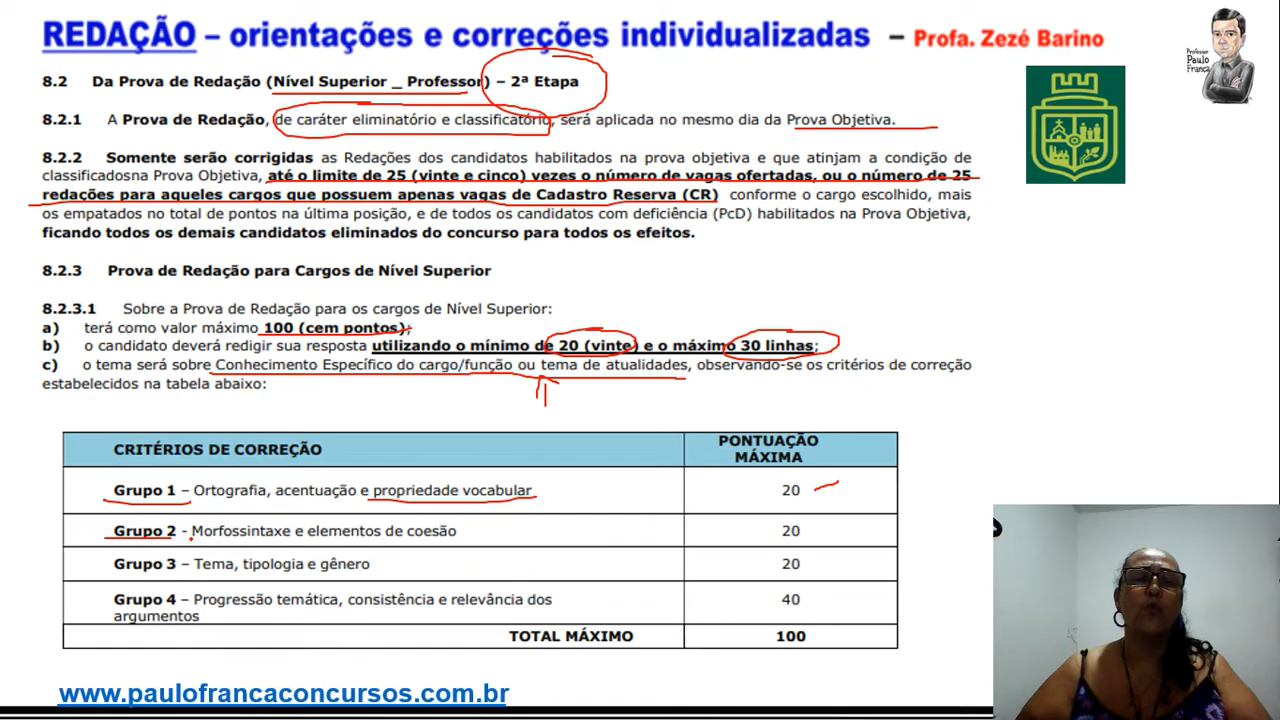 REDAÇÃO – orientações e correções individualizadas – Profa. Zezé Barino
Professor
Paulo
França
8.2 Da Prova de Redação (Nível Superior _ Professor) – 2ª Etapa
8.2.1 A Prova de Redação, de caráter eliminatório e classificatório, será aplicada no mesmo dia da Prova Objetiva.
8.2.2 Somente serão corrigidas as Redações dos candidatos habilitados na prova objetiva e que atinjam a condição de
classificadosna Prova Objetiva, até o limite de 25 (vinte e cinco) vezes o número de vagas ofertadas, ou o número de 25
redações para aqueles cargos que possuem apenas vagas de Cadastro Reserva (CR) conforme o cargo escolhido, mais
os empatados no total de pontos na última posição, e de todos os candidatos com deficiência (PcD) habilitados na Prova Objetiva,
ficando todos os demais candidatos eliminados do concurso para todos os efeitos.
8.2.3 Prova de Redação para Cargos de Nível Superior
8.2.3.1 Sobre a Prova de Redação para os cargos de Nível Superior:
a) terá como valor máximo 100 (cem pontos);
b) o candidato deverá redigir sua resposta utilizando o mínimo de 20 (vinte) e o máximo 30 linhas;
c) o tema será sobre Conhecimento Específico do cargo/função ou tema de atualidades, observando-se os critérios de correção
estabelecidos na tabela abaixo:
CRITÉRIOS DE CORREÇÃO PONTUAÇÃO
MÁXIMA
Grupo 1 – Ortografia, acentuação e propriedade vocabular 20
Grupo 2 - Morfossintaxe e elementos de coesão 20
Grupo 3 – Tema, tipologia e gênero 20
Grupo 4 – Progressão temática, consistência e relevância dos 40
argumentos
TOTAL MÁXIMO 100
www.paulofrancaconcursos.com.br